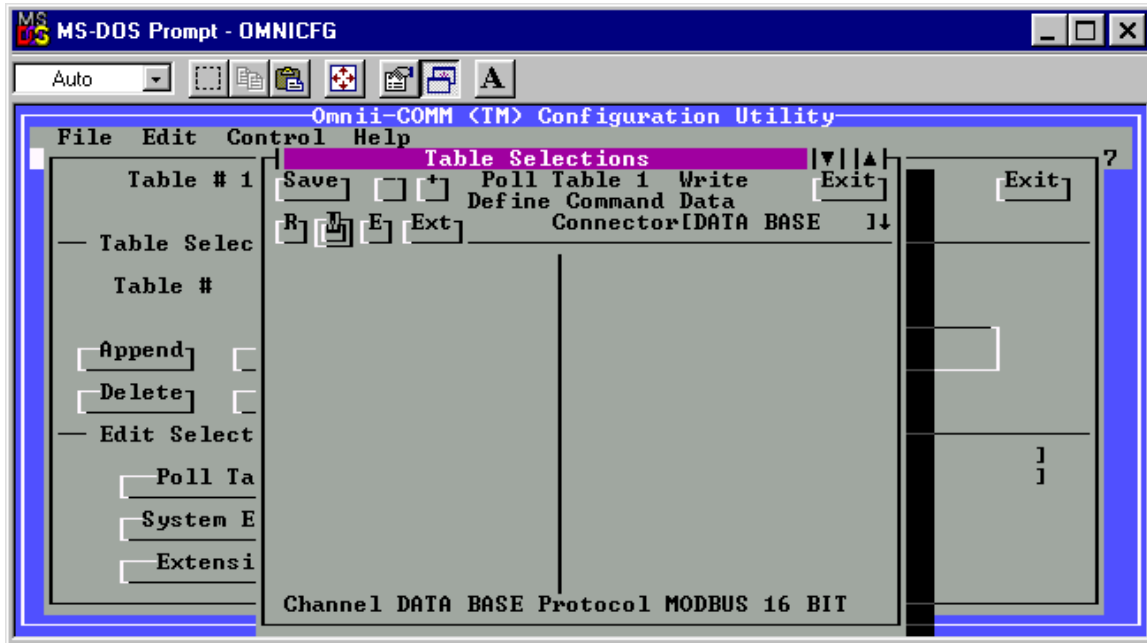 MS-DOS Prompt - OMNICFG
Auto
A
Omnii-COMM (TM) Configuration Utility
File Edit Control Help
Table Selections
7
Table # 1
Save - + Poll Table 1 Write Exit
Exit
Define Command Data
R W E Ext Connector[DATA BASE ]↓
Table Selec
Table #
Append
Delete
Edit Select
]
Poll Ta
]
System E
Extensi
Channel DATA BASE Protocol MODBUS 16 BIT